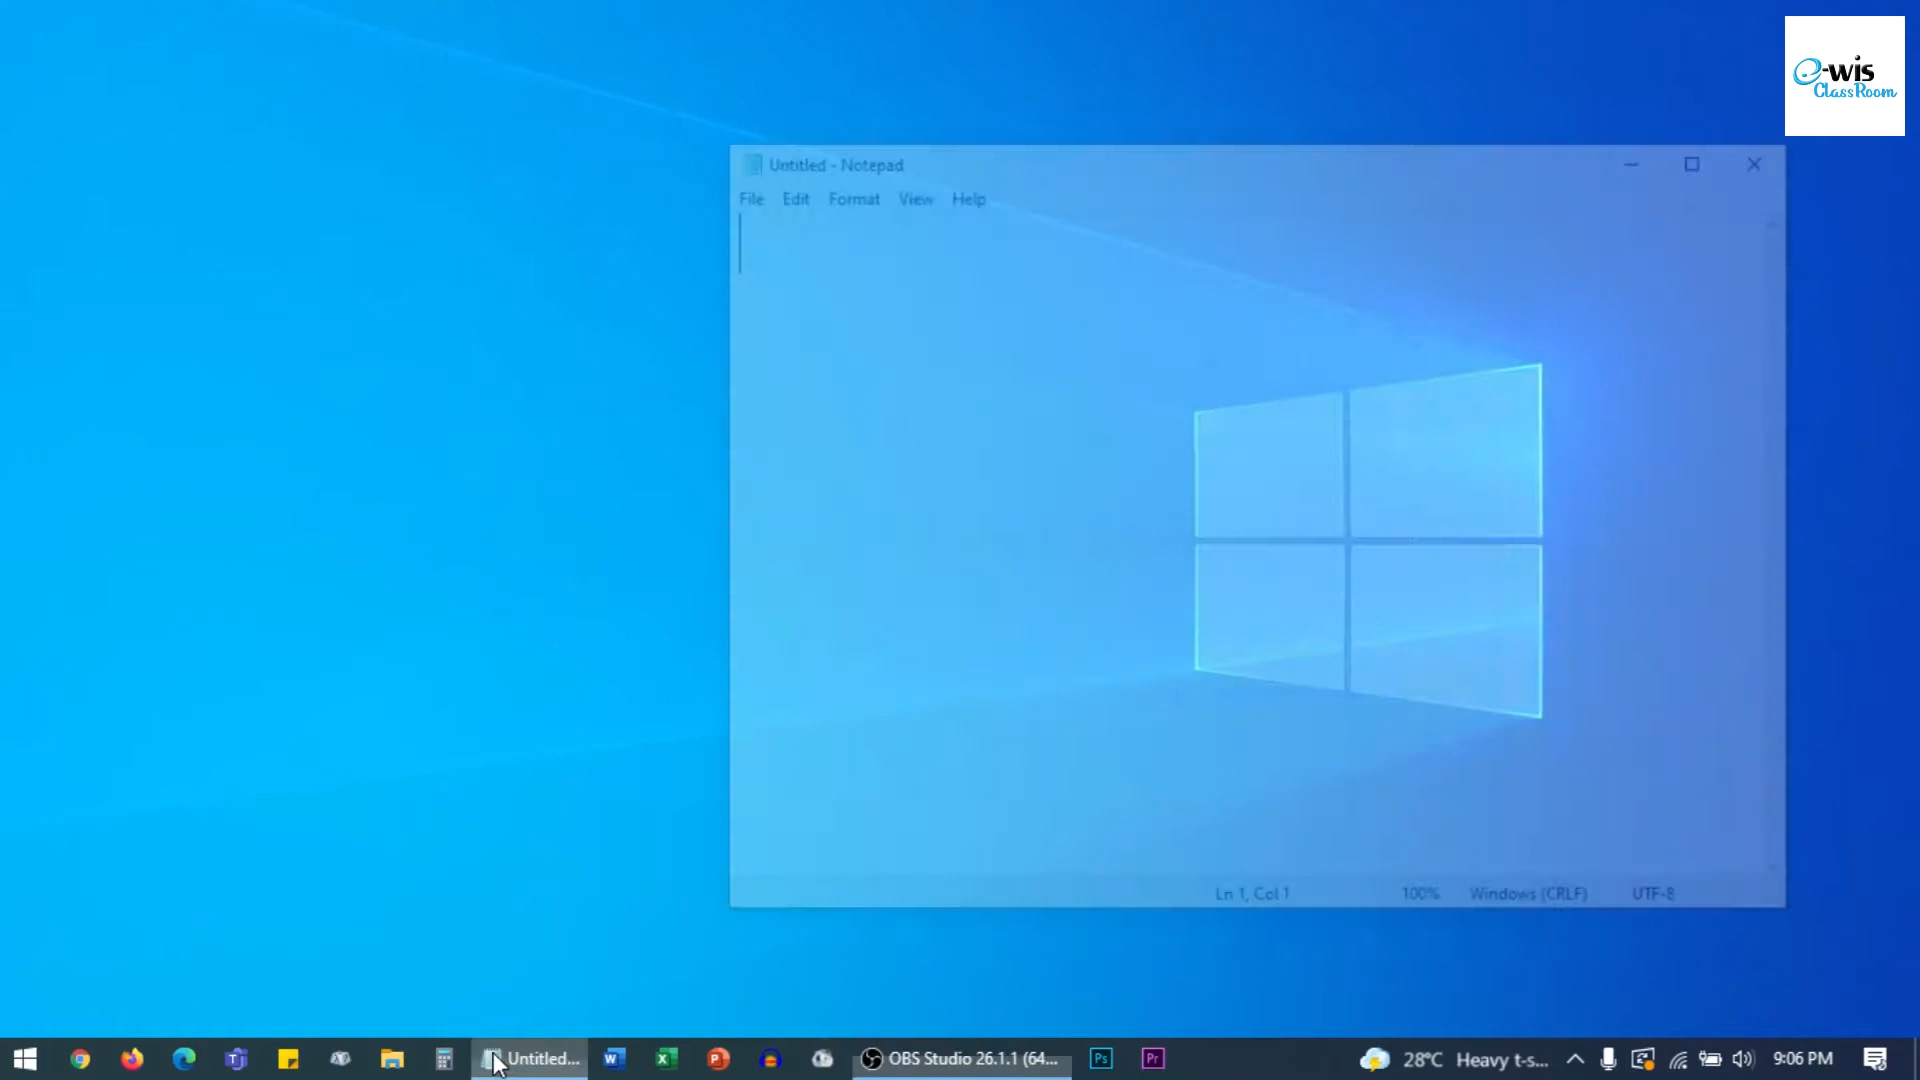 e-wis
ClassRoom
Untitled - Notepad
File Edit Format View Help
Ln 1, Col 1 100% Windows (CRLF) UTF-8
Untitled... OBS Studio 26.1.1 (64... Ps Pr 28°C Heavy t-s... 9:06 PM